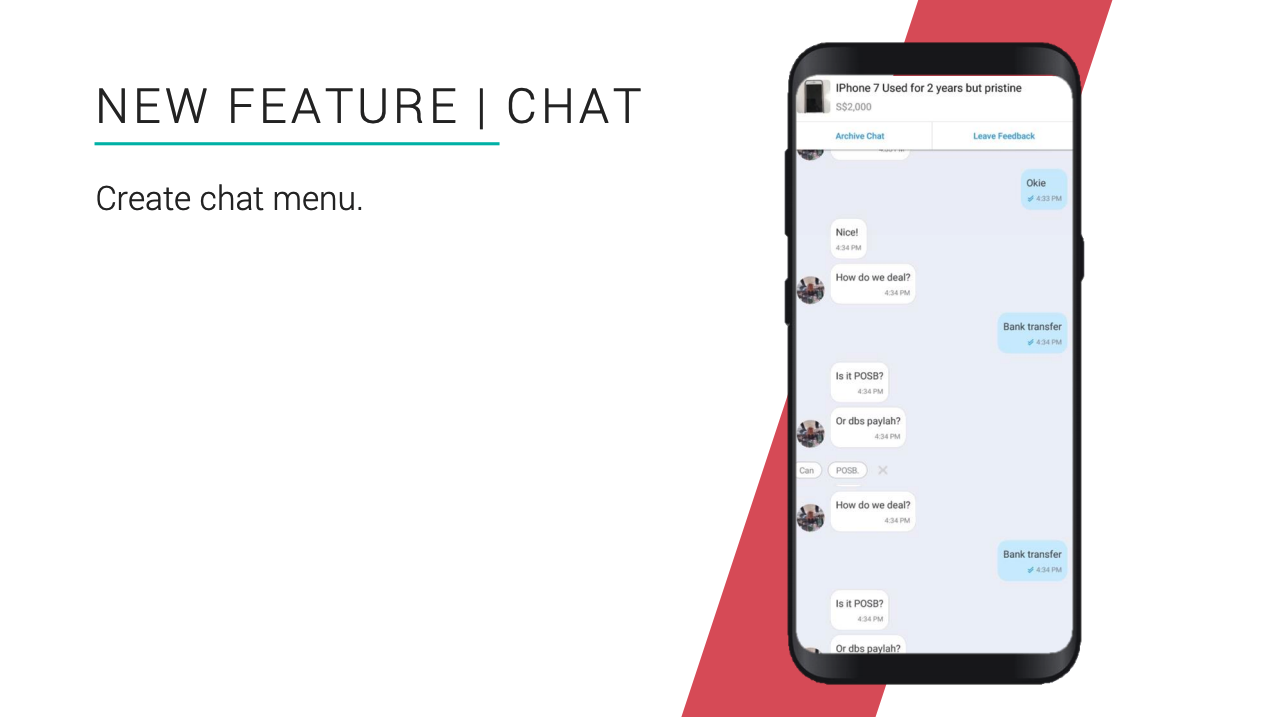 NEW FEATURE | CHAT
Create chat menu.
IPhone 7 Used for 2 years but pristine
S$2,000
Archive Chat
Leave Feedback
Okie
4:33 PM
Nice!
4:34 PM
How do we deal?
4:34 PM
Bank transfer
4:34 PM
Is it POSB?
4:34 PM
Or dbs paylah?
4:34 PM
Can
POSB.
How do we deal?
4:34 PM
Bank transfer
4:34 PM
Is it POSB?
4:34 PM
Or dbs paylah?